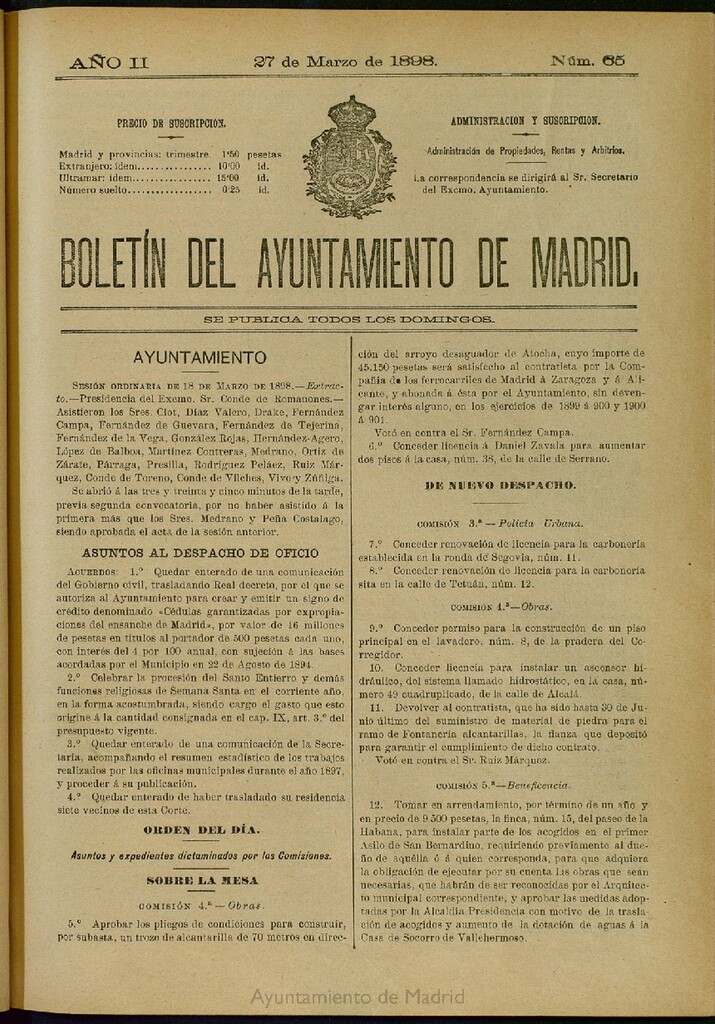 AÑO II
27 de Marzo de 1898.
Núm. 65
PRECIO DE SUSCRIPCION.
Madrid y provincias: trimestre 1'50 pesetas
Extranjero: ídem............... 10'00 íd.
Ultramar: ídem................. 15'00 íd.
Número suelto.................. 0'25 íd.
ADMINISTRACION Y SUSCRIPCION.
Administración de Propiedades, Rentas y Arbitrios.
La correspondencia se dirigirá al Sr. Secretario
del Excmo. Ayuntamiento.
BOLETÍN DEL AYUNTAMIENTO DE MADRID.
SE PUBLICA TODOS LOS DOMINGOS.
AYUNTAMIENTO
SESIÓN ORDINARIA DE 18 DE MARZO DE 1898.—Extrac-
to.—Presidencia del Excmo. Sr. Conde de Romanones.—
Asistieron los Sres. Clot, Díaz Valero, Drake, Fernández
Campa, Fernández de Guevara, Fernández de Tejerina,
Fernández de la Vega, González Rojas, Hernández-Agero,
López de Balboa, Martínez Contreras, Medrano, Ortiz de
Zárate, Párraga, Presilla, Rodríguez Peláez, Ruiz Már-
quez, Conde de Toreno, Conde de Vilches, Vivo y Zúñiga.
Se abrió á las tres y treinta y cinco minutos de la tarde,
previa segunda convocatoria, por no haber asistido á la
primera más que los Sres. Medrano y Peña Costalago,
siendo aprobada el acta de la sesión anterior.
ASUNTOS AL DESPACHO DE OFICIO
ACUERDOS: 1.º Quedar enterado de una comunicación
del Gobierno civil, trasladando Real decreto, por el que se
autoriza al Ayuntamiento para crear y emitir un signo de
crédito denominado «Cédulas garantizadas por expropia-
ciones del ensanche de Madrid», por valor de 16 millones
de pesetas en títulos al portador de 500 pesetas cada uno,
con interés del 4 por 100 anual, con sujeción á las bases
acordadas por el Municipio en 22 de Agosto de 1894.
2.º Celebrar la procesión del Santo Entierro y demás
funciones religiosas de Semana Santa en el corriente año,
en la forma acostumbrada, siendo cargo el gasto que esto
origine á la cantidad consignada en el cap. IX, art. 3.º del
presupuesto vigente.
3.º Quedar enterado de una comunicación de la Secre-
taría, acompañando el resumen estadístico de los trabajos
realizados por las oficinas municipales durante el año 1897,
y proceder á su publicación.
4.º Quedar enterado de haber trasladado su residencia
siete vecinos de esta Corte.
ORDEN DEL DÍA.
Asuntos y expedientes dictaminados por las Comisiones.
SOBRE LA MESA
COMISIÓN 4.ª—Obras.
5.º Aprobar los pliegos de condiciones para construir,
por subasta, un trozo de alcantarilla de 70 metros en direc-
ción del arroyo desaguador de Atocha, cuyo importe de
45.150 pesetas será satisfecho al contratista por la Com-
pañía de los ferrocarriles de Madrid á Zaragoza y á Ali-
cante, y abonada á ésta por el Ayuntamiento, sin deven-
gar interés alguno, en los ejercicios de 1899 á 900 y 1900
á 901.
Votó en contra el Sr. Fernández Campa.
6.º Conceder licencia á Daniel Zavala para aumentar
dos pisos á la casa, núm. 38, de la calle de Serrano.
DE NUEVO DESPACHO.
COMISIÓN 3.ª—Policía Urbana.
7.º Conceder renovación de licencia para la carbonería
establecida en la ronda de Segovia, núm. 11.
8.º Conceder renovación de licencia para la carbonería
sita en la calle de Tetuán, núm. 12.
COMISIÓN 4.ª—Obras.
9.º Conceder permiso para la construcción de un piso
principal en el lavadero, núm. 8, de la pradera del Co-
rregidor.
10. Conceder licencia para instalar un ascensor hi-
dráulico, del sistema llamado hidrostático, en la casa, nú-
mero 49 cuadruplicado, de la calle de Alcalá.
11. Devolver al contratista, que ha sido hasta 30 de Ju-
nio último del suministro de material de piedra para el
ramo de Fontanería alcantarillas, la fianza que depositó
para garantir el cumplimiento de dicho contrato.
Votó en contra el Sr. Ruiz Márquez.
COMISIÓN 5.ª—Beneficencia.
12. Tomar en arrendamiento, por término de un año y
en precio de 9.500 pesetas, la finca, núm. 15, del paseo de la
Habana, para instalar parte de los acogidos en el primer
Asilo de San Bernardino, requiriendo previamente al due-
ño de aquélla ó á quien corresponda, para que adquiera
la obligación de ejecutar por su cuenta las obras que sean
necesarias, que habrán de ser reconocidas por el Arquitec-
to municipal correspondiente, y aprobar las medidas adop-
tadas por la Alcaldía Presidencia con motivo de la trasla-
ción de acogidos y aumento de la dotación de aguas á la
Casa de Socorro de Vallehermoso.
Ayuntamiento de Madrid